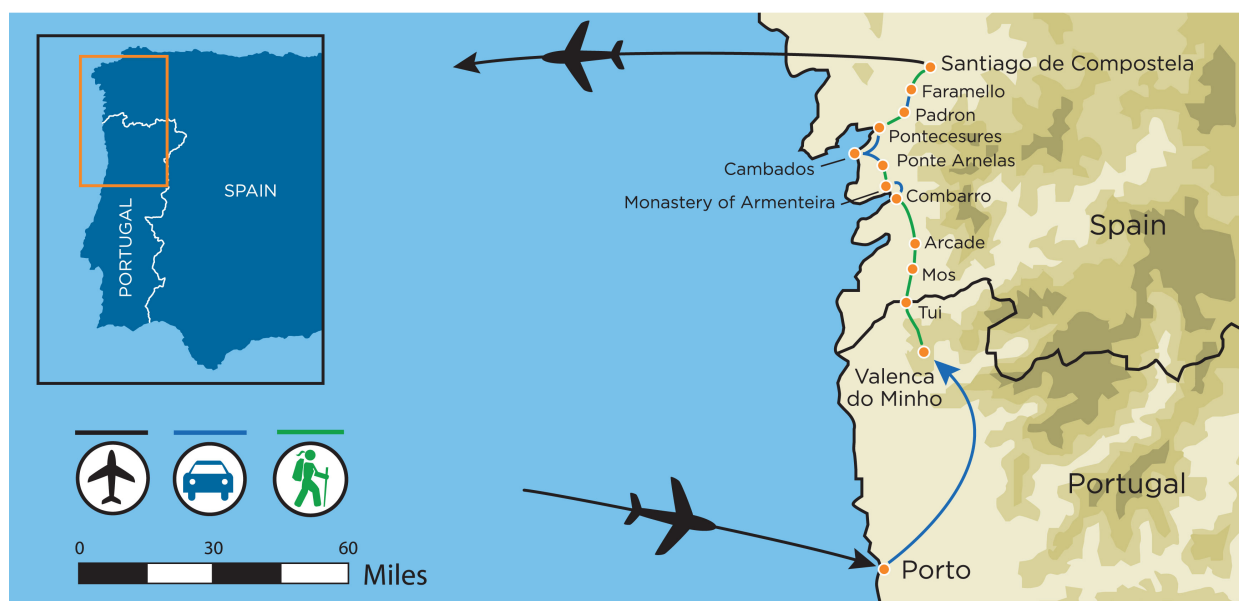 SPAIN
PORTUGAL
0 30 60
Miles
Santiago de Compostela
Faramello
Padron
Pontecesures
Cambados
Ponte Arnelas
Monastery of Armenteira
Combarro
Arcade
Mos
Tui
Valenca
do Minho
Porto
Spain
Portugal